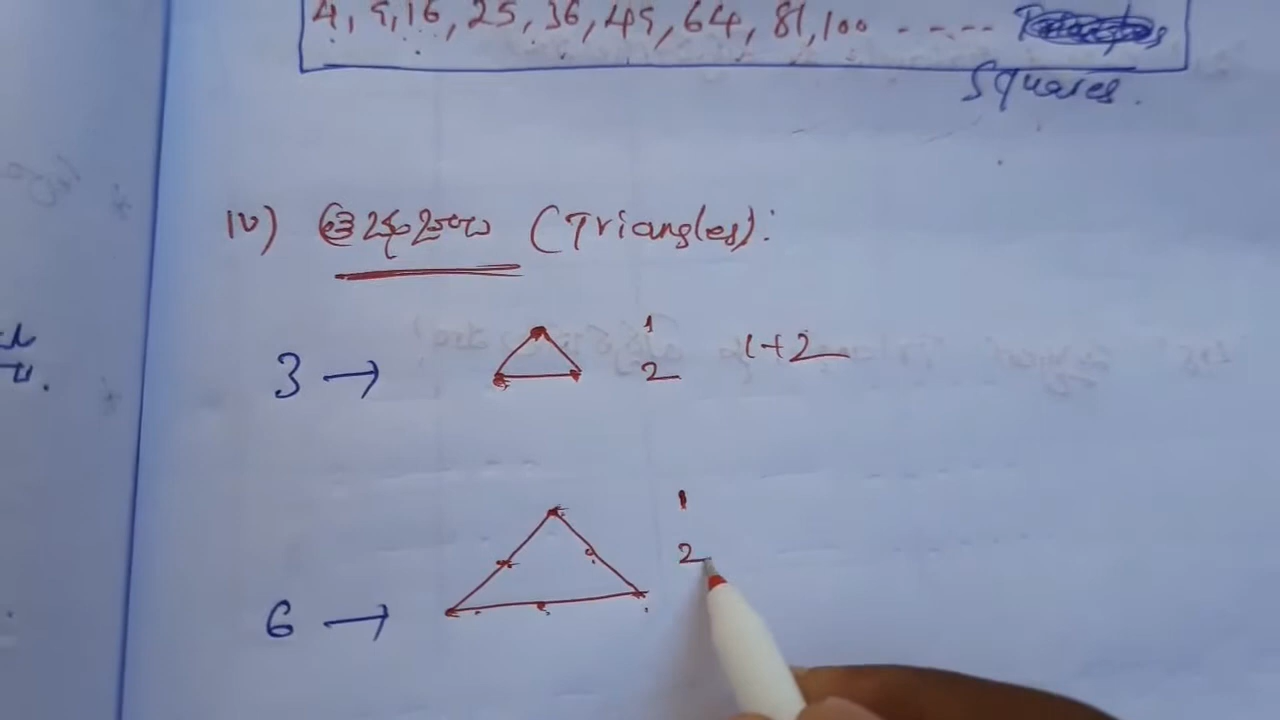 4, 9, 16, 25, 36, 49, 64, 81, 100 -----
Squares.
IV) త్రిభుజాలు (Triangles):
3 → 1 1+2
2
1
2
6 →